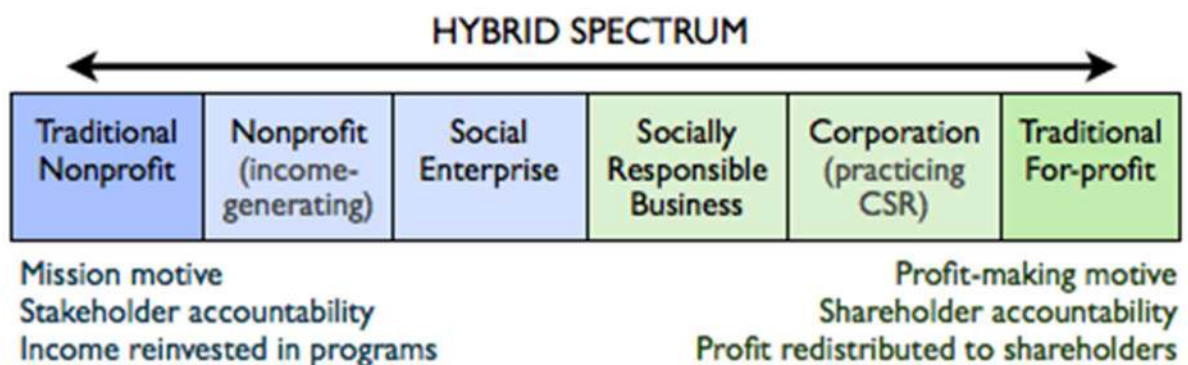 HYBRID SPECTRUM
Traditional
Nonprofit
Nonprofit
(income-
generating)
Social
Enterprise
Socially
Responsible
Business
Corporation
(practicing
CSR)
Traditional
For-profit
Mission motive
Stakeholder accountability
Income reinvested in programs
Profit-making motive
Shareholder accountability
Profit redistributed to shareholders